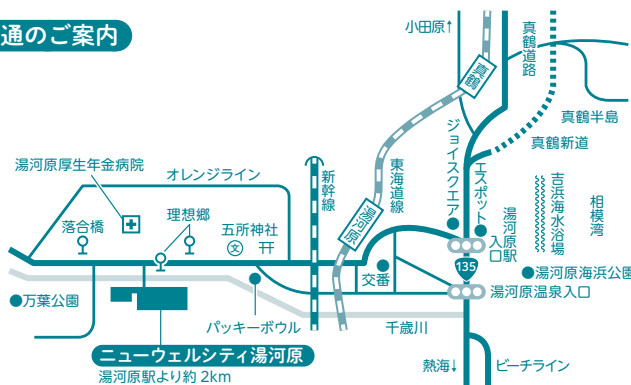 通のご案内
小田原↑
真鶴道路
真鶴
真鶴半島
真鶴新道
ジョイスクエア
エスポット
吉浜海水浴場
相模湾
湯河原厚生年金病院
オレンジライン
新幹線
東海道線
湯河原
落合橋
理想郷
五所神社
文
湯河原駅
入口
135
湯河原海浜公園
湯河原温泉入口
交番
万葉公園
パッキーボウル
千歳川
ニューウェルシティ湯河原
湯河原駅より約 2km
熱海↓
ビーチライン